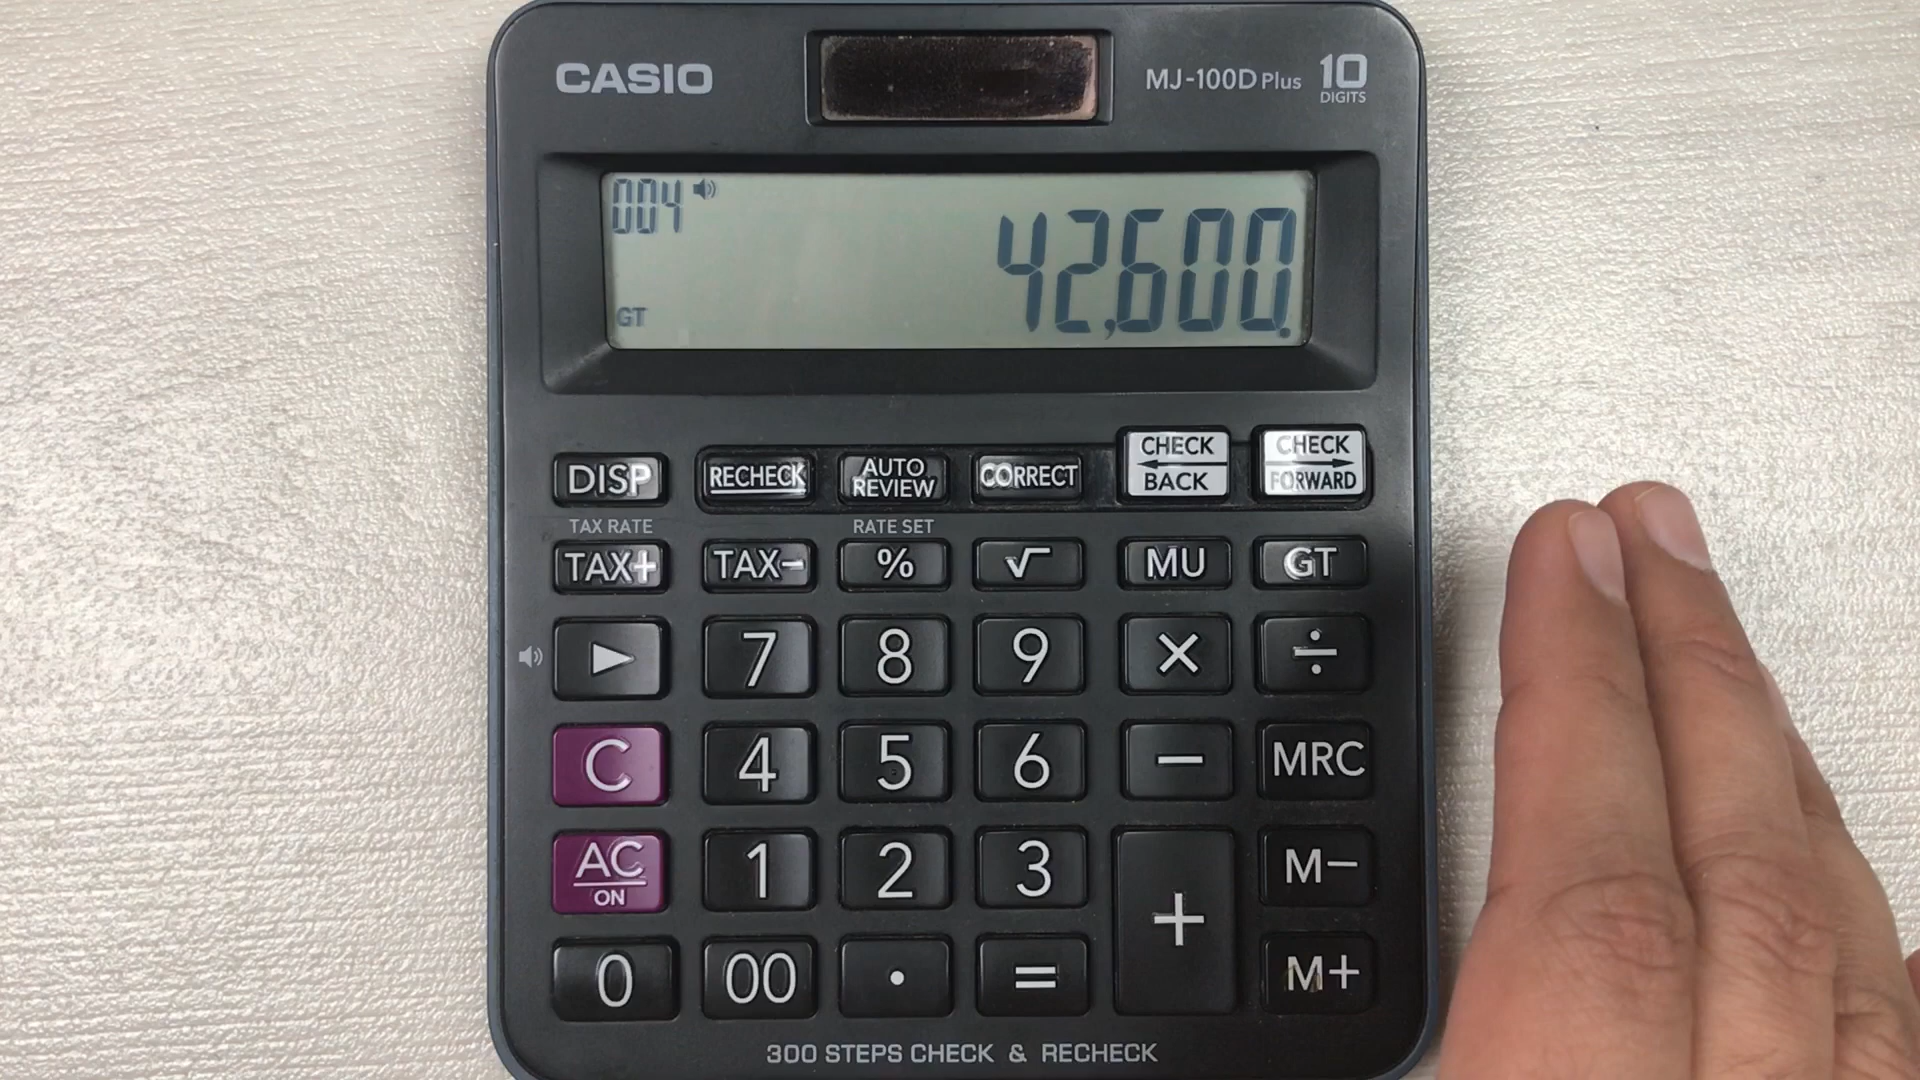 CASIO MJ-100D Plus 10 DIGITS
004
42,600.
GT
DISP RECHECK AUTO REVIEW CORRECT CHECK BACK CHECK FORWARD
TAX RATE RATE SET
TAX+ TAX− % √ MU GT
▶ 7 8 9 × ÷
C 4 5 6 − MRC
AC ON 1 2 3 + M−
0 00 . = M+
300 STEPS CHECK & RECHECK